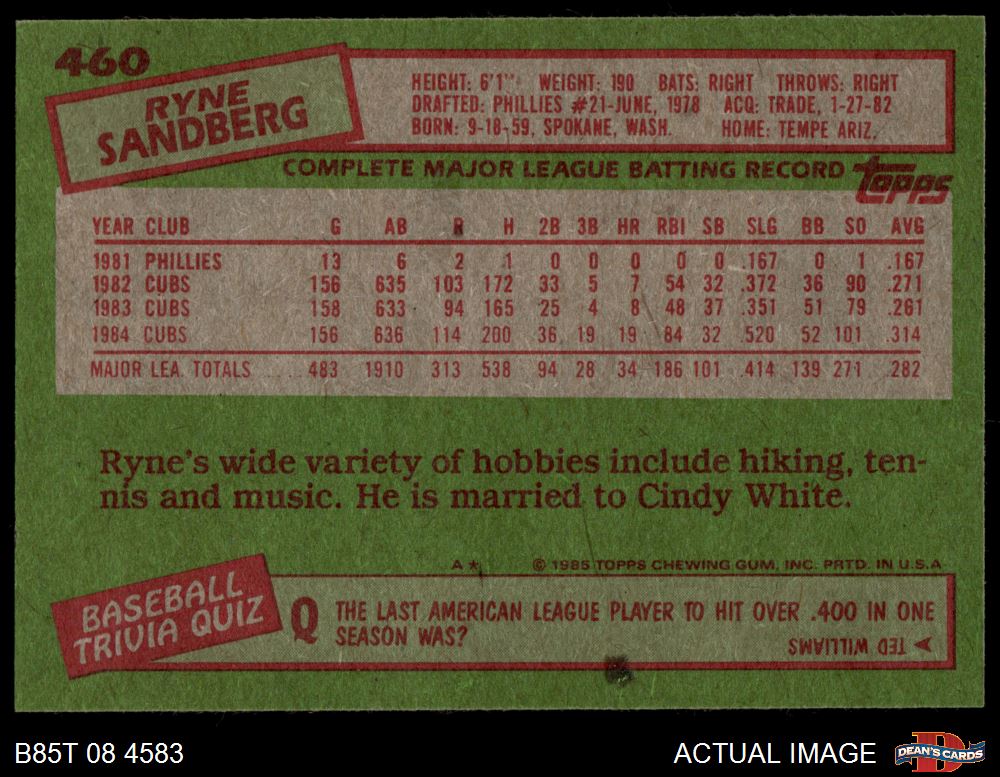 460
RYNE
SANDBERG
HEIGHT: 6'1" WEIGHT: 190 BATS: RIGHT THROWS: RIGHT
DRAFTED: PHILLIES #21-JUNE, 1978 ACQ: TRADE, 1-27-82
BORN: 9-18-59, SPOKANE, WASH. HOME: TEMPE ARIZ.
COMPLETE MAJOR LEAGUE BATTING RECORD topps
YEAR CLUB G AB R H 2B 3B HR RBI SB SLG BB SO AVG
1981 PHILLIES 13 6 2 1 0 0 0 0 0 .167 0 1 .167
1982 CUBS 156 635 103 172 33 5 7 54 32 .372 36 90 .271
1983 CUBS 158 633 94 165 25 4 8 48 37 .351 51 79 .261
1984 CUBS 156 636 114 200 36 19 19 84 32 .520 52 101 .314
MAJOR LEA. TOTALS 483 1910 313 538 94 28 34 186 101 .414 139 271 .282
Ryne's wide variety of hobbies include hiking, ten-
nis and music. He is married to Cindy White.
A* © 1985 TOPPS CHEWING GUM, INC. PRTD. IN U.S.A
BASEBALL
TRIVIA QUIZ
Q THE LAST AMERICAN LEAGUE PLAYER TO HIT OVER .400 IN ONE
SEASON WAS?
TED WILLIAMS
B85T 08 4583
ACTUAL IMAGE
D
DEAN'S CARDS